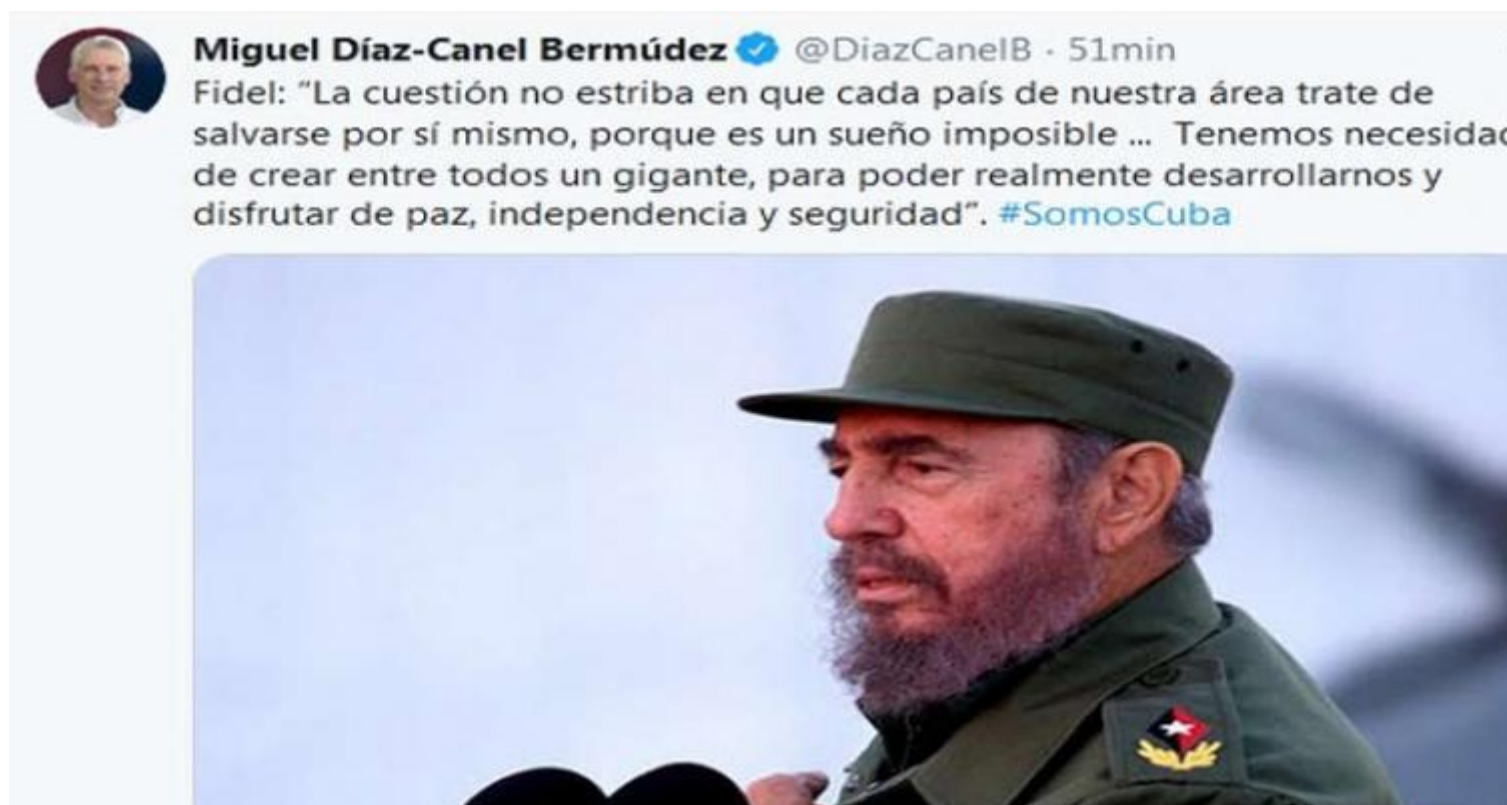 Miguel Díaz-Canel Bermúdez @DiazCanelB · 51min
Fidel: “La cuestión no estriba en que cada país de nuestra área trate de
salvarse por sí mismo, porque es un sueño imposible ... Tenemos necesidad
de crear entre todos un gigante, para poder realmente desarrollarnos y
disfrutar de paz, independencia y seguridad”. #SomosCuba